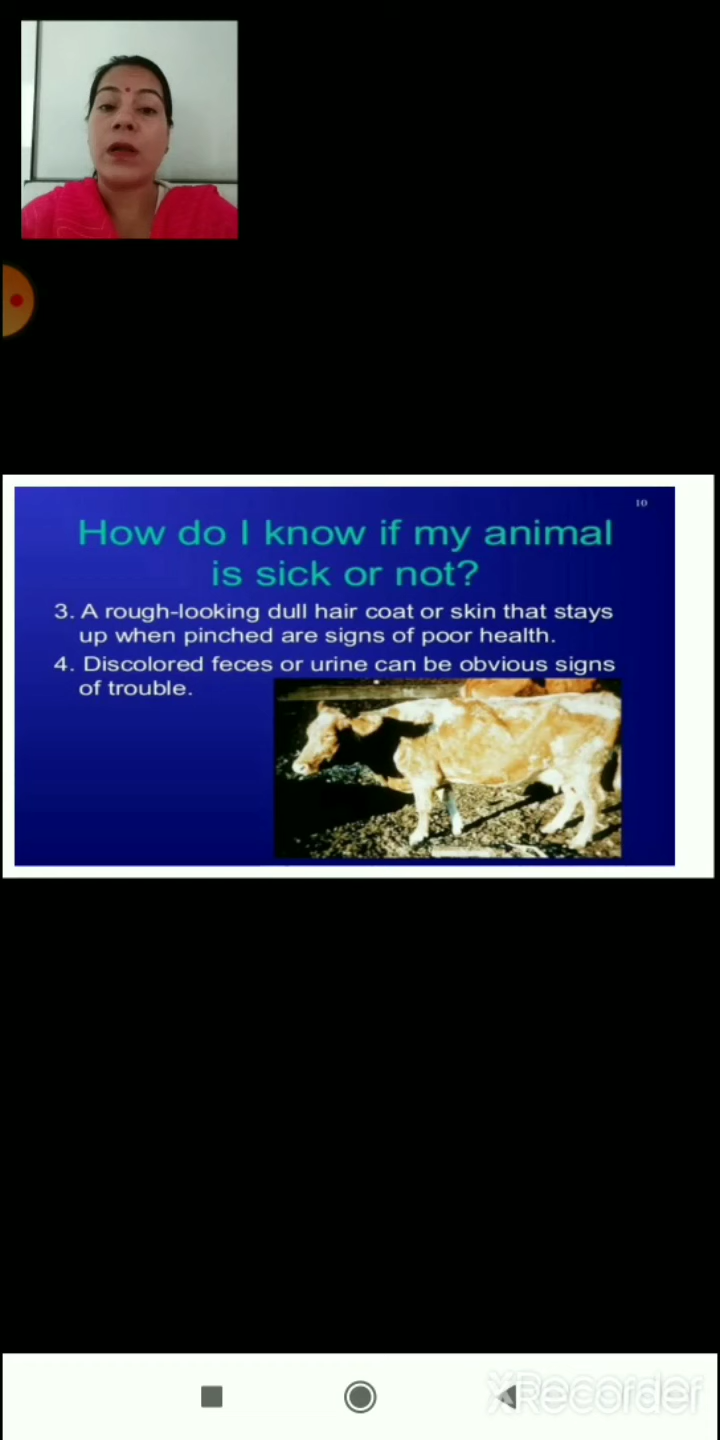 10
How do I know if my animal
is sick or not?
3. A rough-looking dull hair coat or skin that stays
up when pinched are signs of poor health.
4. Discolored feces or urine can be obvious signs
of trouble.
XRecorder